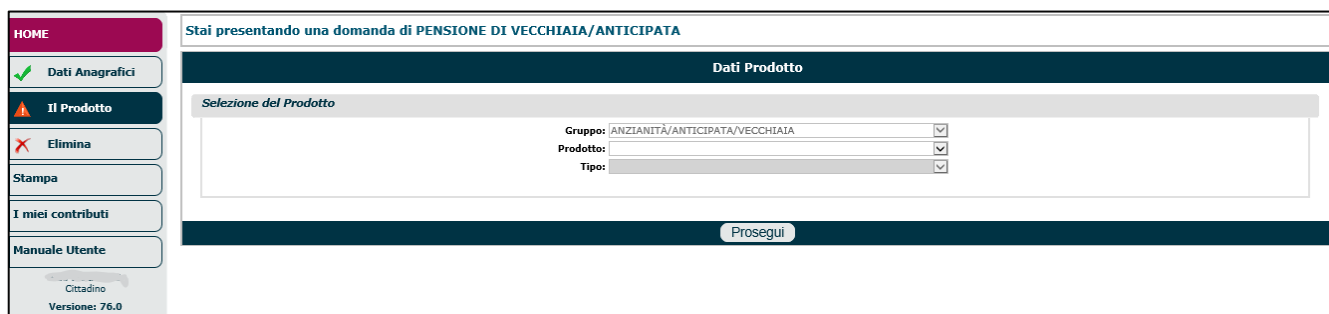 HOME
Dati Anagrafici
Il Prodotto
Elimina
Stampa
I miei contributi
Manuale Utente
Cittadino
Versione: 76.0
Stai presentando una domanda di PENSIONE DI VECCHIAIA/ANTICIPATA
Dati Prodotto
Selezione del Prodotto
Gruppo: ANZIANITÀ/ANTICIPATA/VECCHIAIA
Prodotto:
Tipo:
Prosegui